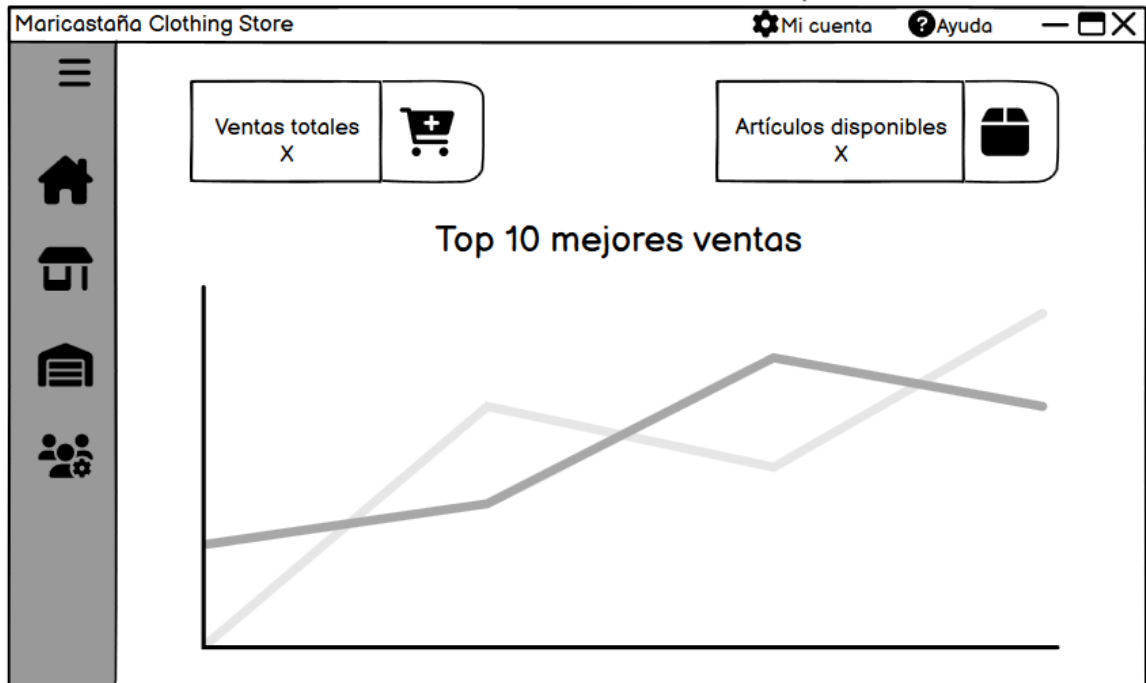 Maricastaña Clothing Store
Mi cuenta
Ayuda
Ventas totales
X
Artículos disponibles
X
Top 10 mejores ventas